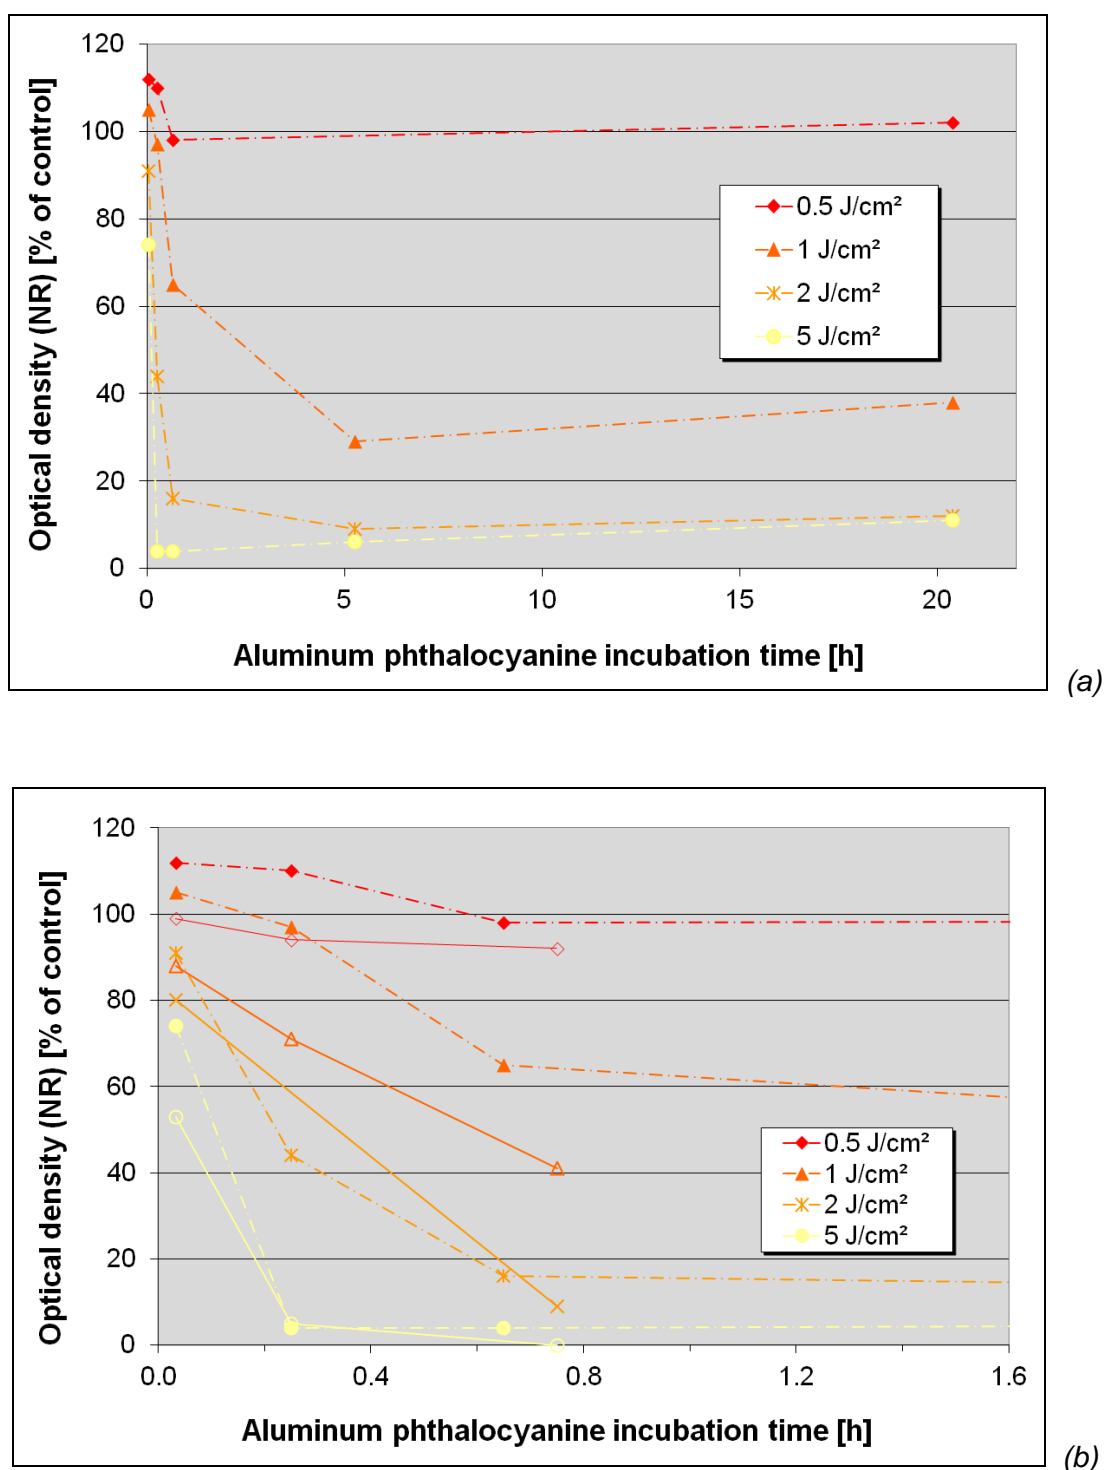 120
100
80
60
40
20
0
Optical density (NR) [% of control]
0.5 J/cm²
1 J/cm²
2 J/cm²
5 J/cm²
0 5 10 15 20
Aluminum phthalocyanine incubation time [h]
(a)
120
100
80
60
40
20
0
Optical density (NR) [% of control]
0.5 J/cm²
1 J/cm²
2 J/cm²
5 J/cm²
0.0 0.4 0.8 1.2 1.6
Aluminum phthalocyanine incubation time [h]
(b)